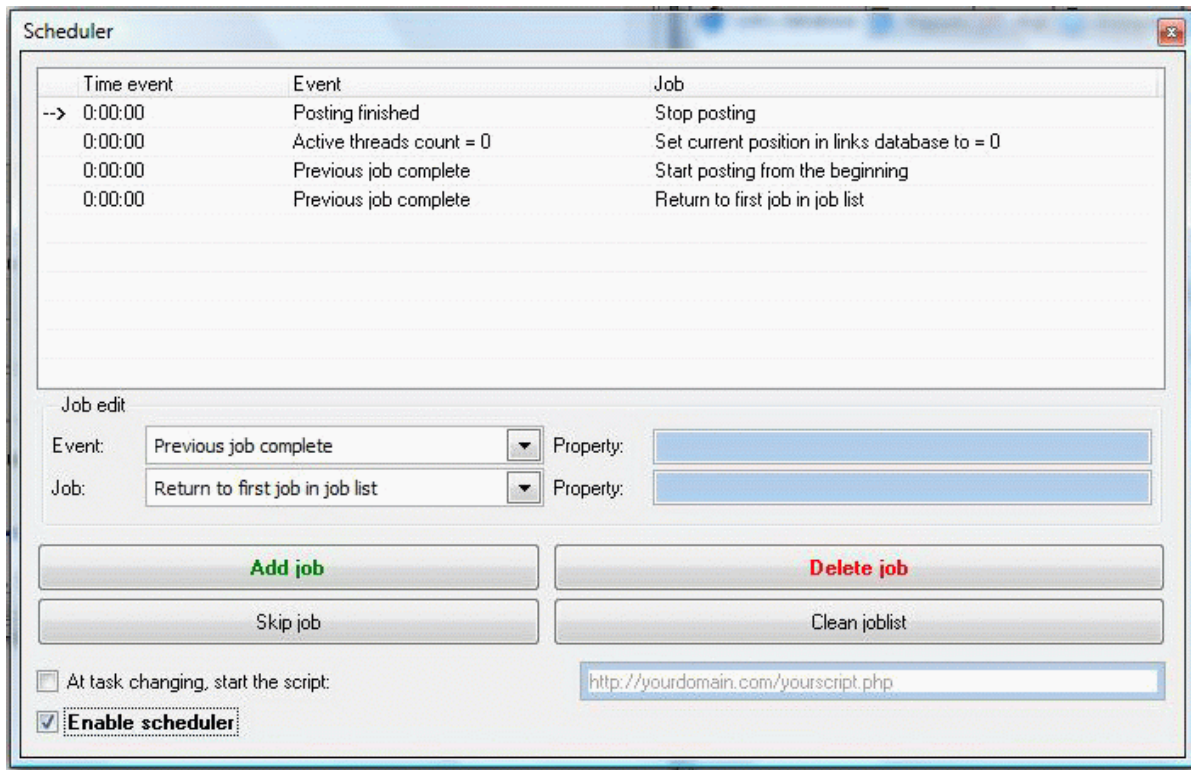 Scheduler
Time event Event Job
--> 0:00:00 Posting finished Stop posting
0:00:00 Active threads count = 0 Set current position in links database to = 0
0:00:00 Previous job complete Start posting from the beginning
0:00:00 Previous job complete Return to first job in job list
Job edit
Event: Previous job complete Property:
Job: Return to first job in job list Property:
Add job Delete job
Skip job Clean joblist
At task changing, start the script: http://yourdomain.com/yourscript.php
Enable scheduler